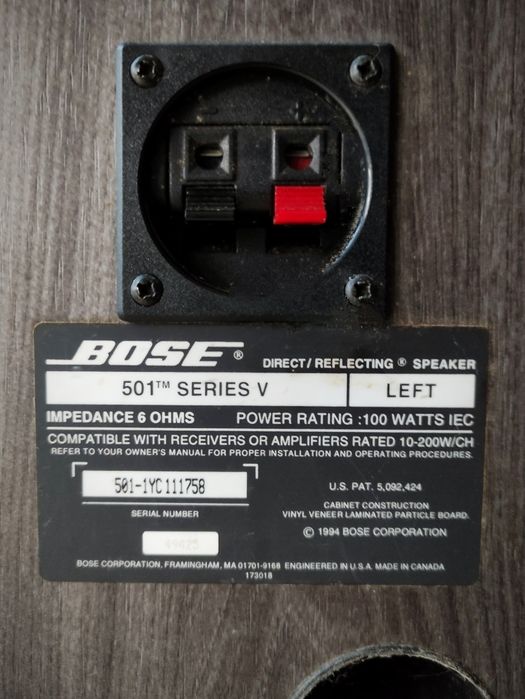 - +
BOSE® DIRECT/REFLECTING® SPEAKER
501™ SERIES V LEFT
IMPEDANCE 6 OHMS POWER RATING :100 WATTS IEC
COMPATIBLE WITH RECEIVERS OR AMPLIFIERS RATED 10-200W/CH
REFER TO YOUR OWNER'S MANUAL FOR PROPER INSTALLATION AND OPERATING PROCEDURES.
501-1YC111758
SERIAL NUMBER
U.S. PAT. 5,092,424
CABINET CONSTRUCTION
VINYL VENEER LAMINATED PARTICLE BOARD.
© 1994 BOSE CORPORATION
BOSE CORPORATION, FRAMINGHAM, MA 01701-9168 ENGINEERED IN U.S.A. MADE IN CANADA
173018